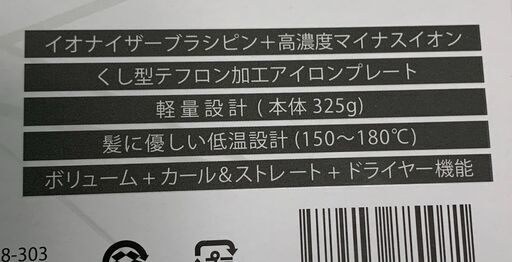 イオナイザーブラシピン＋高濃度マイナスイオン
くし型テフロン加工アイロンプレート
軽量設計 ( 本体 325g)
髪に優しい低温設計 (150〜180℃)
ボリューム + カール＆ストレート + ドライヤー機能
8-303
プラ